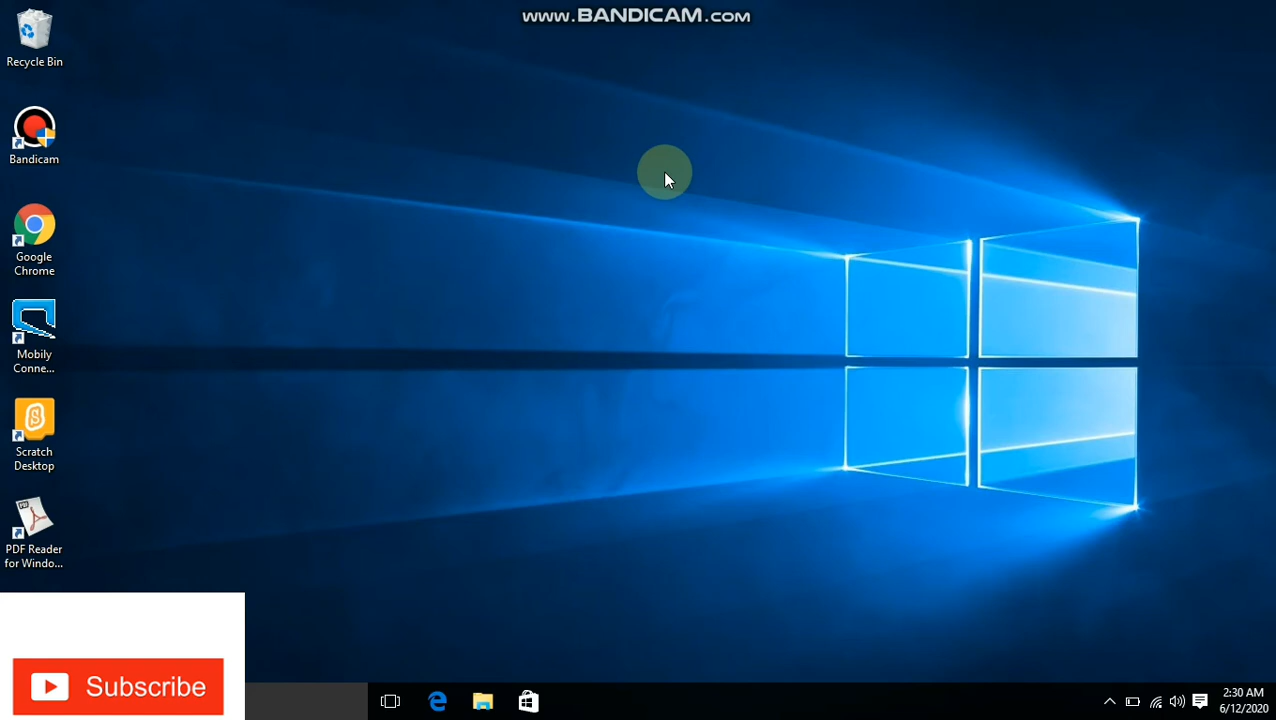 www.BANDICAM.com
Recycle Bin
Bandicam
Google
Chrome
Mobily
Conne...
Scratch
Desktop
PDF Reader
for Windo...
Subscribe
2:30 AM
6/12/2020